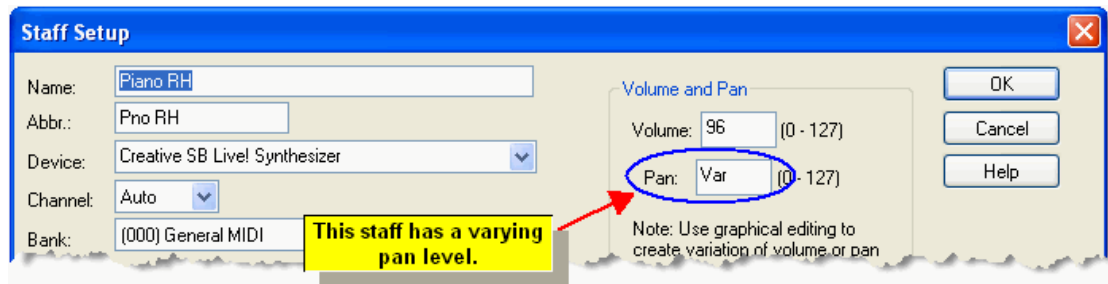 Staff Setup
Name: Piano RH
Abbr.: Pno RH
Device: Creative SB Live! Synthesizer
Channel: Auto
Bank: (000) General MIDI
This staff has a varying
pan level.
Volume and Pan
Volume: 96 (0 - 127)
Pan: Var (0 - 127)
Note: Use graphical editing to
create variation of volume or pan
OK
Cancel
Help